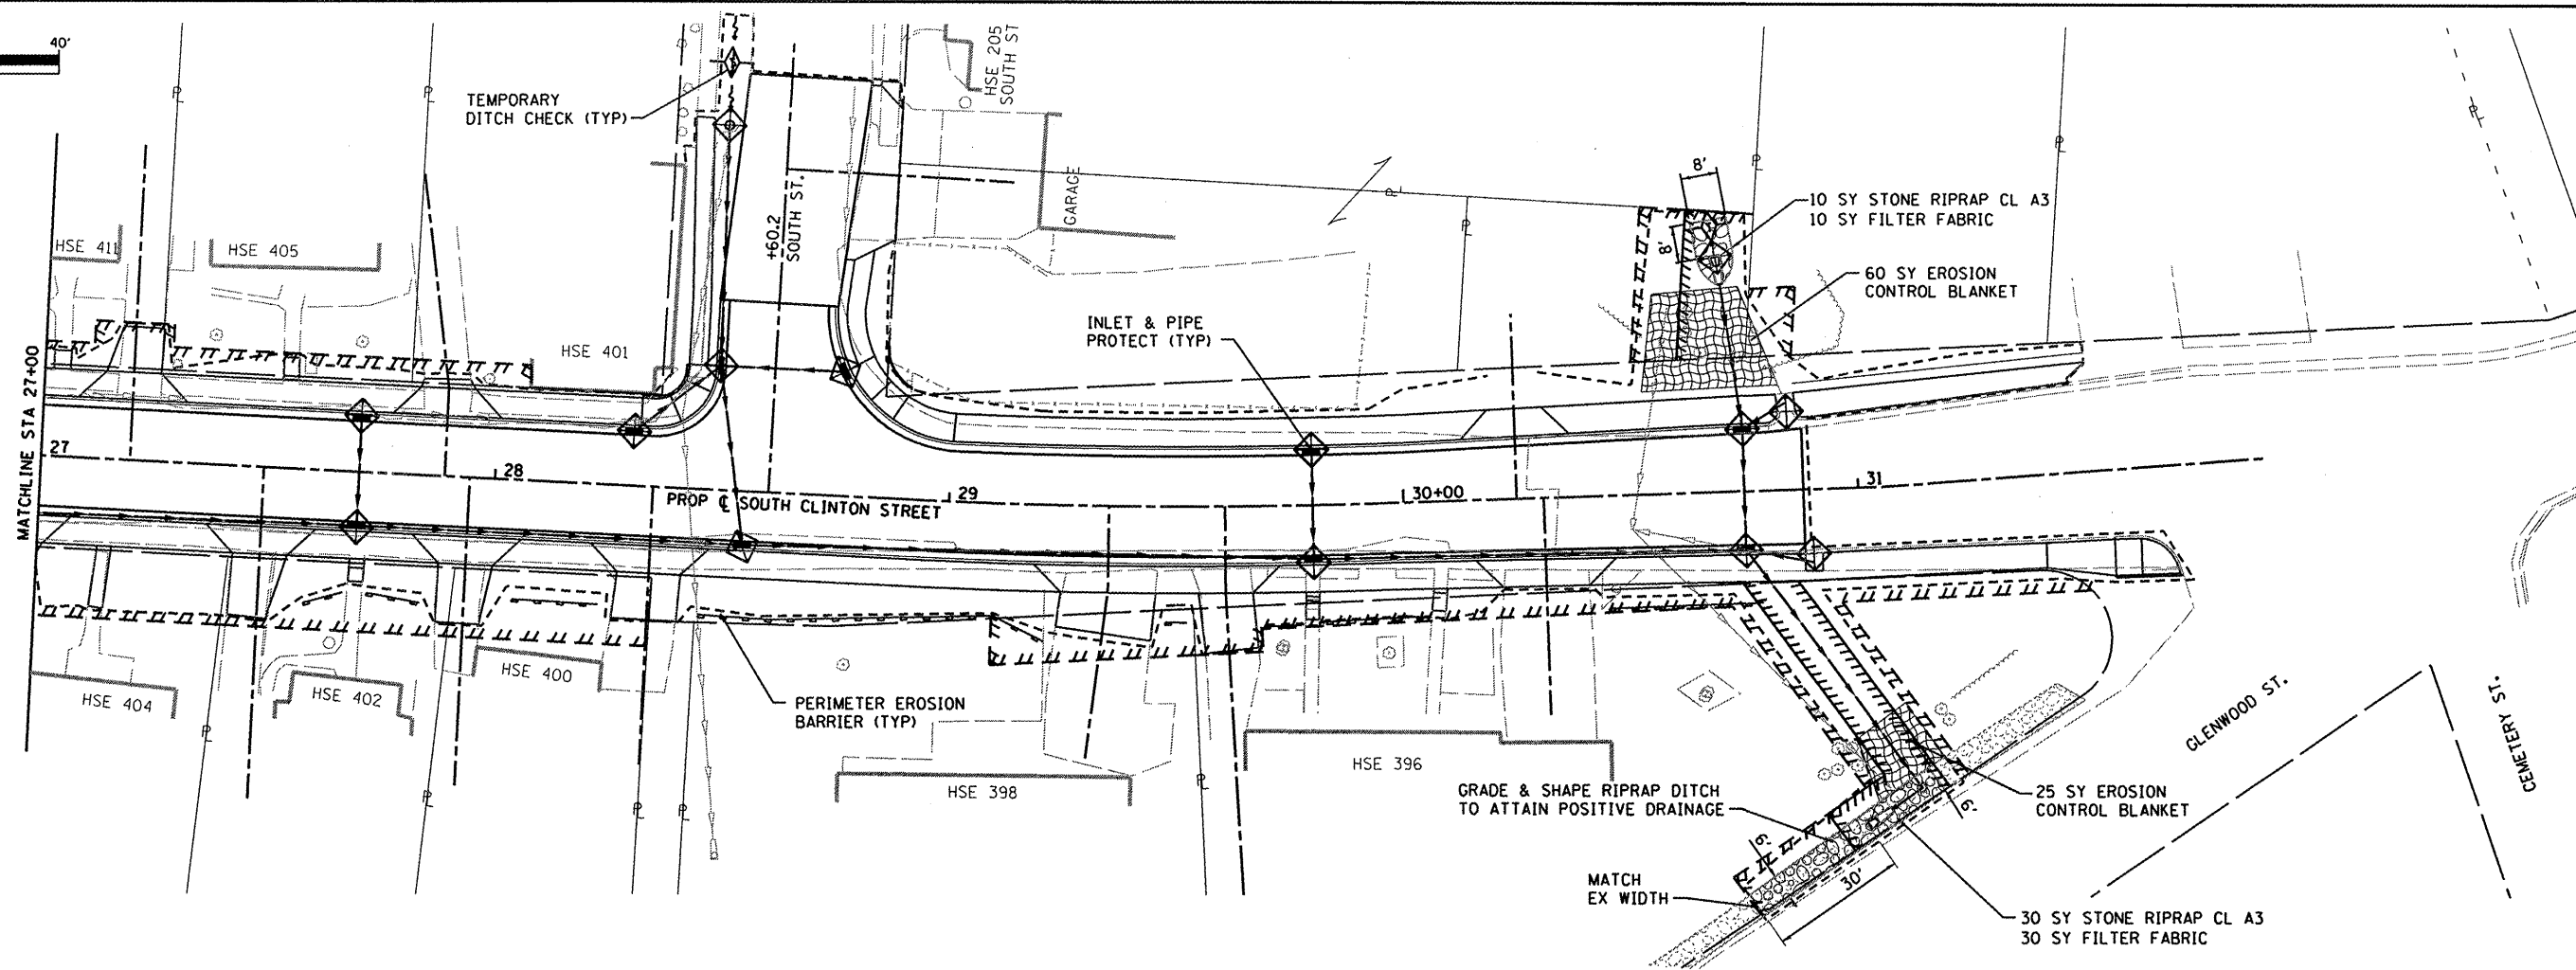 40'
TEMPORARY
DITCH CHECK (TYP)
HSE 205
SOUTH ST
GARAGE
+60.2
SOUTH ST.
HSE 411
HSE 405
HSE 401
INLET & PIPE
PROTECT (TYP)
8'
8'
10 SY STONE RIPRAP CL A3
10 SY FILTER FABRIC
60 SY EROSION
CONTROL BLANKET
MATCHLINE STA 27+00
27
28
29
30+00
31
PROP ℄ SOUTH CLINTON STREET
HSE 404
HSE 402
HSE 400
PERIMETER EROSION
BARRIER (TYP)
HSE 398
HSE 396
GRADE & SHAPE RIPRAP DITCH
TO ATTAIN POSITIVE DRAINAGE
MATCH
EX WIDTH
6'
6'
30'
25 SY EROSION
CONTROL BLANKET
30 SY STONE RIPRAP CL A3
30 SY FILTER FABRIC
GLENWOOD ST.
CEMETERY ST.